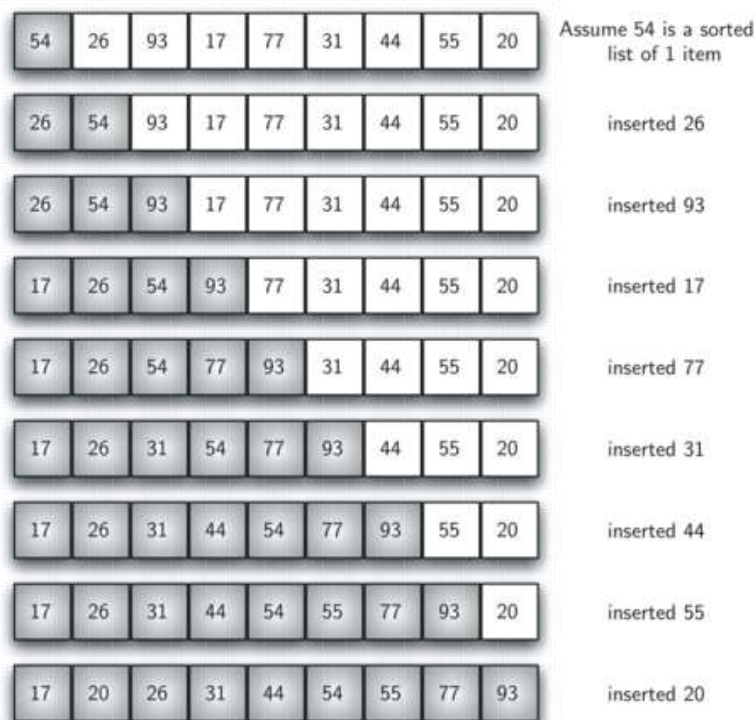 54 26 93 17 77 31 44 55 20 Assume 54 is a sorted
list of 1 item
26 54 93 17 77 31 44 55 20 inserted 26
26 54 93 17 77 31 44 55 20 inserted 93
17 26 54 93 77 31 44 55 20 inserted 17
17 26 54 77 93 31 44 55 20 inserted 77
17 26 31 54 77 93 44 55 20 inserted 31
17 26 31 44 54 77 93 55 20 inserted 44
17 26 31 44 54 55 77 93 20 inserted 55
17 20 26 31 44 54 55 77 93 inserted 20